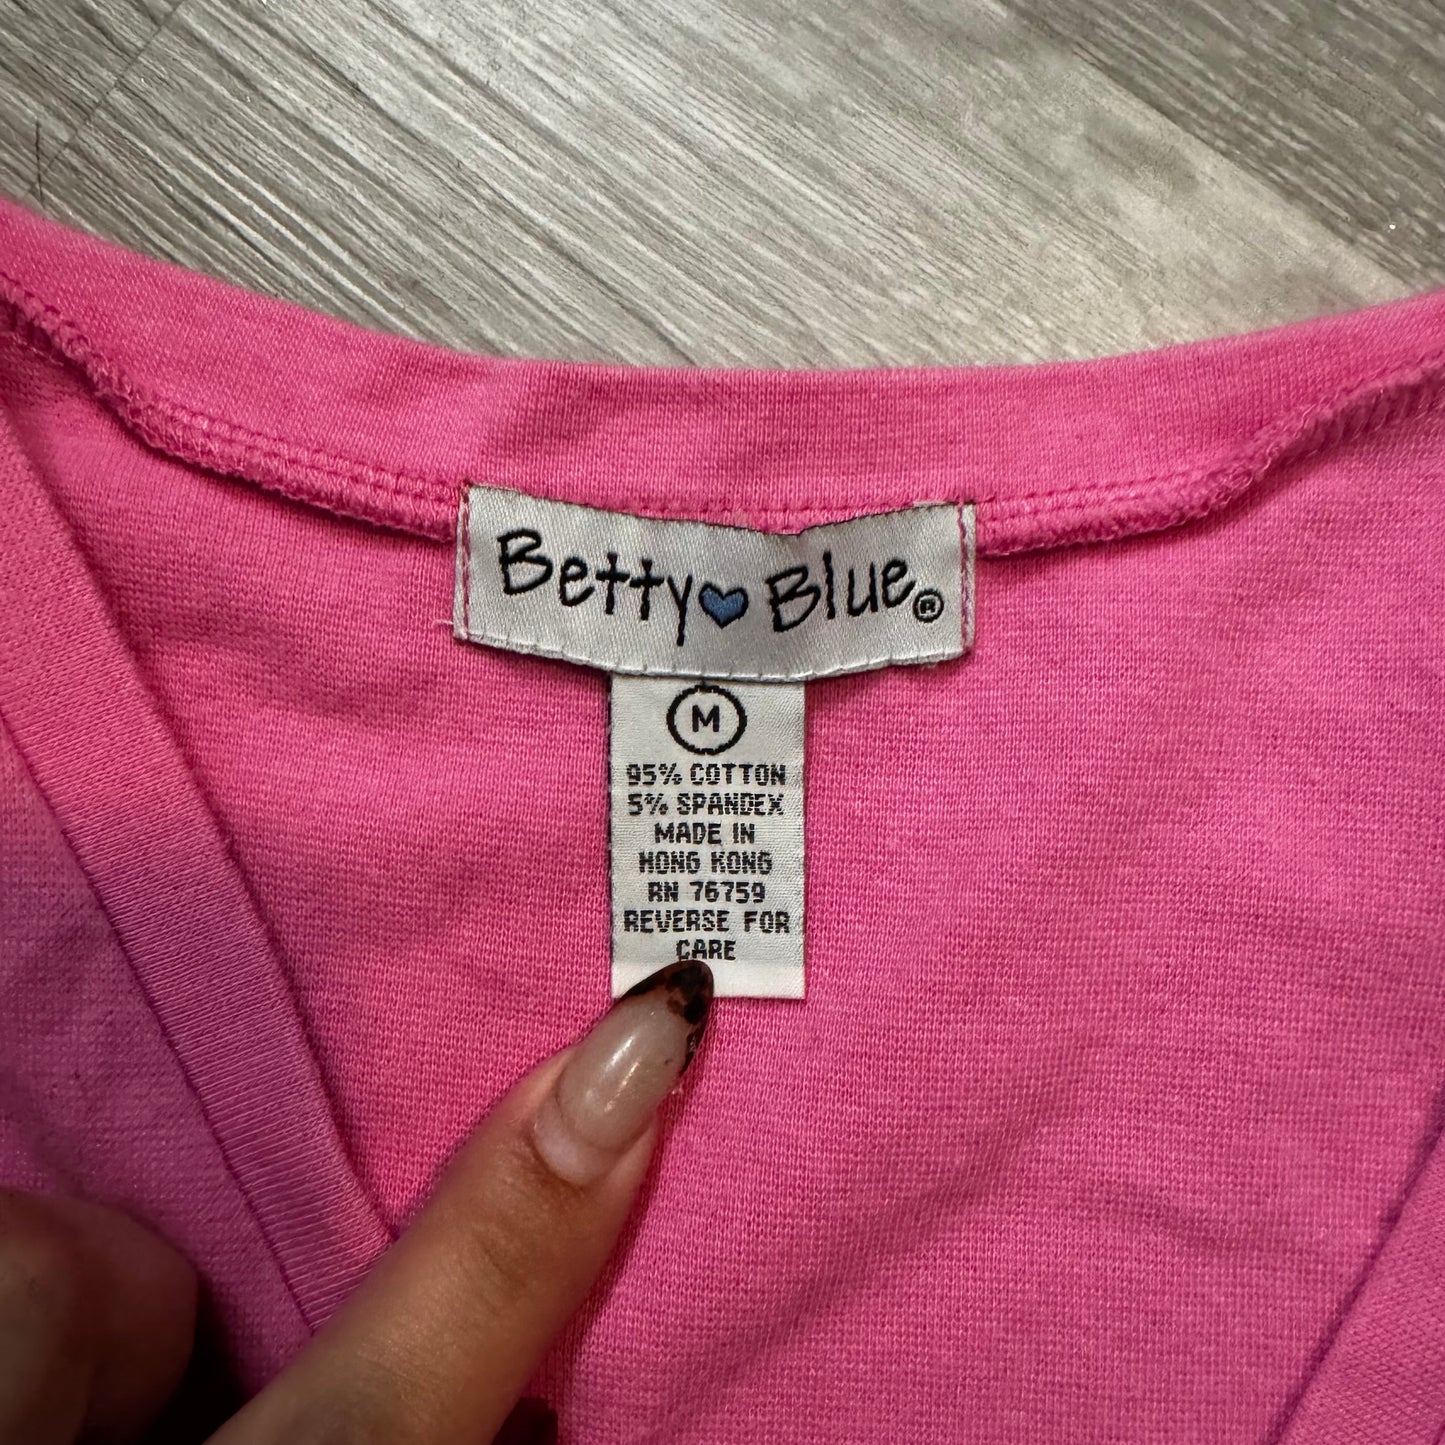 Betty Blue®
M
95% COTTON
5% SPANDEX
MADE IN
HONG KONG
RN 76759
REVERSE FOR
CARE